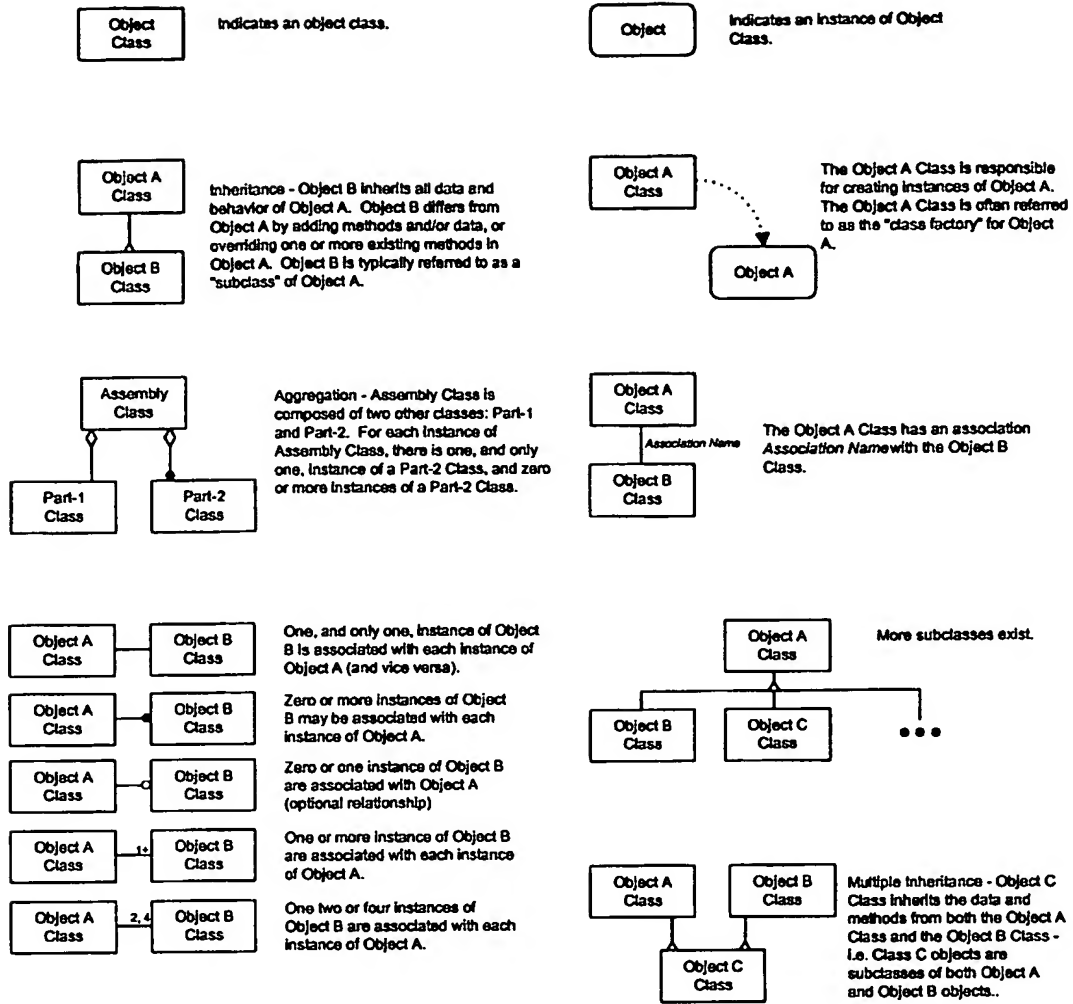 Object
Class
Indicates an object class.
Object
Indicates an instance of Object
Class.
Object A
Class
Object B
Class
Inheritance - Object B inherits all data and
behavior of Object A. Object B differs from
Object A by adding methods and/or data, or
overriding one or more existing methods in
Object A. Object B is typically referred to as a
"subclass" of Object A.
Object A
Class
Object A
The Object A Class is responsible
for creating instances of Object A.
The Object A Class is often referred
to as the "class factory" for Object
A.
Assembly
Class
Part-1
Class
Part-2
Class
Aggregation - Assembly Class is
composed of two other classes: Part-1
and Part-2. For each instance of
Assembly Class, there is one, and only
one, instance of a Part-2 Class, and zero
or more instances of a Part-2 Class.
Object A
Class
Association Name
Object B
Class
The Object A Class has an association
Association Name with the Object B
Class.
Object A
Class
Object B
Class
One, and only one, instance of Object
B is associated with each instance of
Object A (and vice versa).
Object A
Class
Object B
Class
Zero or more instances of Object
B may be associated with each
instance of Object A.
Object A
Class
Object B
Class
Zero or one instance of Object B
are associated with Object A
(optional relationship)
Object A
Class
1+
Object B
Class
One or more instance of Object B
are associated with each instance
of Object A.
Object A
Class
2, 4
Object B
Class
One two or four instances of
Object B are associated with each
instance of Object A.
Object A
Class
Object B
Class
Object C
Class
More subclasses exist.
Object A
Class
Object B
Class
Object C
Class
Multiple Inheritance - Object C
Class inherits the data and
methods from both the Object A
Class and the Object B Class -
i.e. Class C objects are
subclasses of both Object A
and Object B objects..